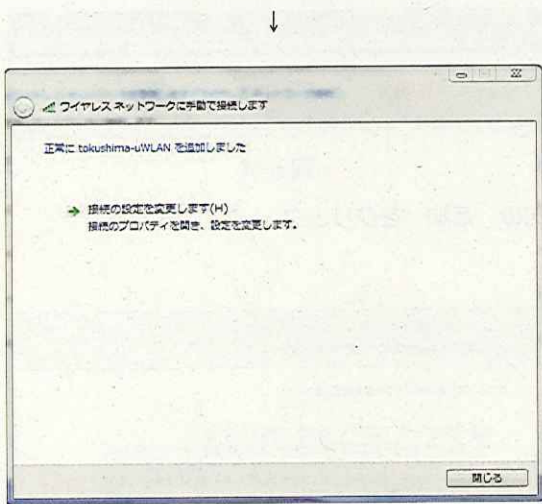 ↓
ワイヤレス ネットワークに手動で接続します
正常に tokushima-uWLAN を追加しました
接続の設定を変更します(H)
接続のプロパティを開き、設定を変更します。
閉じる